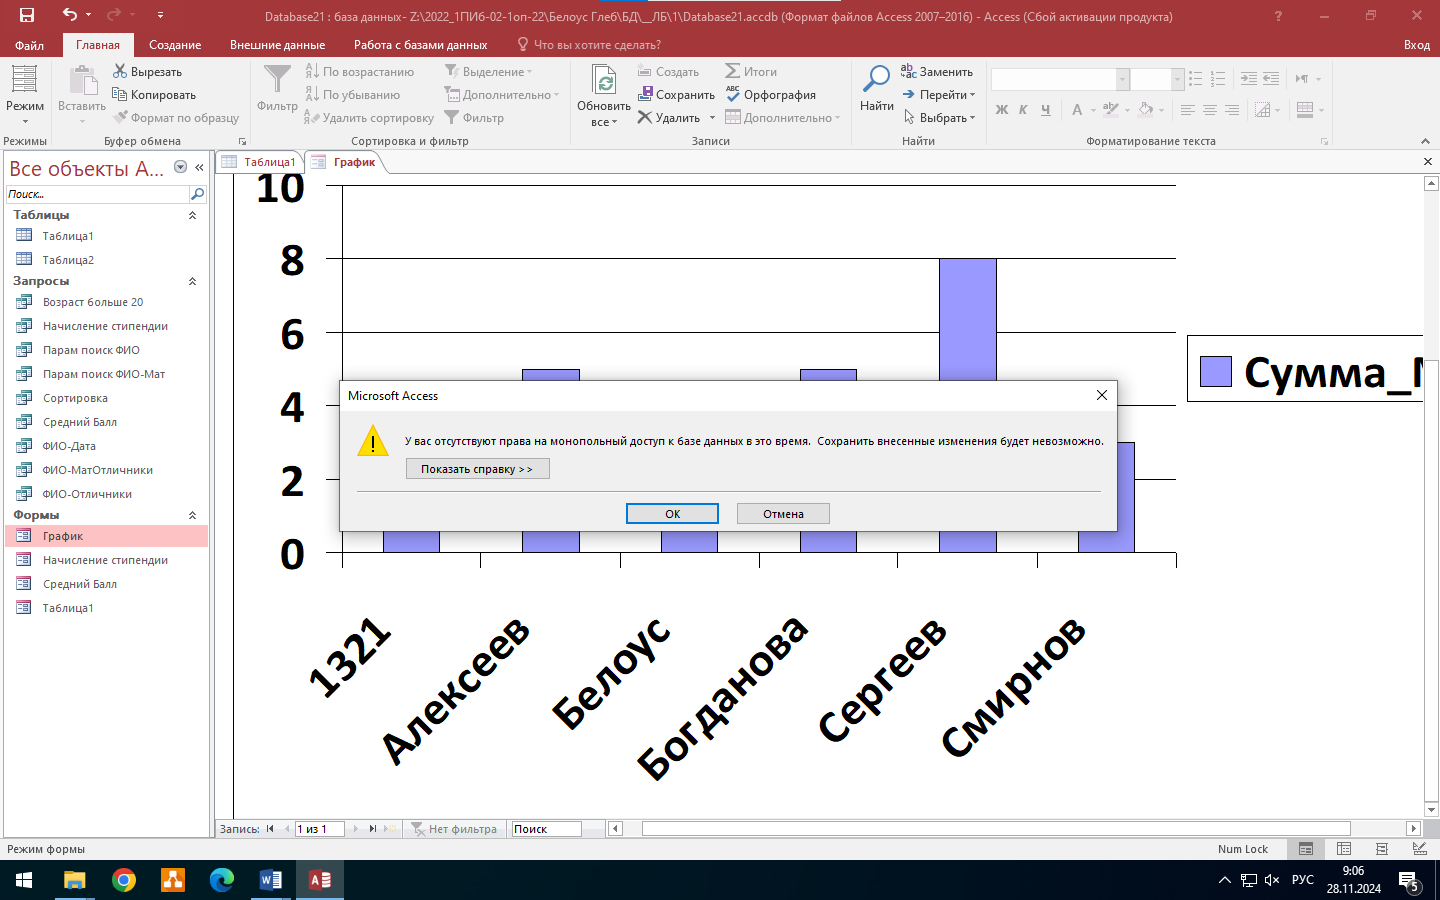 Database21 : база данных- Z:\2022_1ПИб-02-1оп-22\Белоус Глеб\БД\__ЛБ\1\Database21.accdb (Формат файлов Access 2007–2016) - Access (Сбой активации продукта)
Файл Главная Создание Внешние данные Работа с базами данных Что вы хотите сделать? Вход
Режим
Режимы
Вставить
Вырезать
Копировать
Формат по образцу
Буфер обмена
Фильтр
По возрастанию
По убыванию
Удалить сортировку
Выделение
Дополнительно
Фильтр
Сортировка и фильтр
Обновить
все
Создать
Сохранить
Удалить
Итоги
Орфография
Дополнительно
Записи
Найти
Заменить
Перейти
Выбрать
Найти
Ж К Ч
Форматирование текста
Все объекты A...
Поиск...
Таблицы
Таблица1
Таблица2
Запросы
Возраст больше 20
Начисление стипендии
Парам поиск ФИО
Парам поиск ФИО-Мат
Сортировка
Средний Балл
ФИО-Дата
ФИО-МатОтличники
ФИО-Отличники
Формы
График
Начисление стипендии
Средний Балл
Таблица1
Таблица1 График
10
8
6
4
2
0
1321
Алексеев
Белоус
Богданова
Сергеев
Смирнов
Сумма_
Microsoft Access
У вас отсутствуют права на монопольный доступ к базе данных в это время. Сохранить внесенные изменения будет невозможно.
Показать справку >>
ОК Отмена
Запись: 1 из 1 Нет фильтра Поиск
Режим формы Num Lock
РУС
9:06
28.11.2024
5